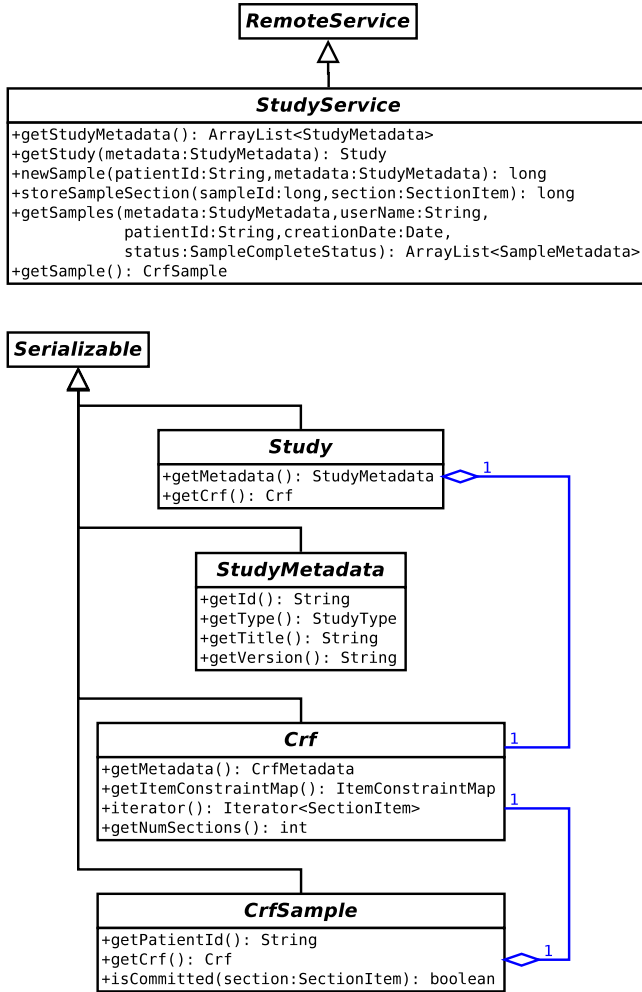 RemoteService
StudyService
+getStudyMetadata(): ArrayList<StudyMetadata>
+getStudy(metadata:StudyMetadata): Study
+newSample(patientId:String,metadata:StudyMetadata): long
+storeSampleSection(sampleId:long,section:SectionItem): long
+getSamples(metadata:StudyMetadata,userName:String,
patientId:String,creationDate:Date,
status:SampleCompleteStatus): ArrayList<SampleMetadata>
+getSample(): CrfSample
Serializable
Study
+getMetadata(): StudyMetadata
+getCrf(): Crf
1
StudyMetadata
+getId(): String
+getType(): StudyType
+getTitle(): String
+getVersion(): String
Crf
1
+getMetadata(): CrfMetadata
+getItemConstraintMap(): ItemConstraintMap
+iterator(): Iterator<SectionItem>
+getNumSections(): int
1
CrfSample
+getPatientId(): String
+getCrf(): Crf
+isCommitted(section:SectionItem): boolean
1